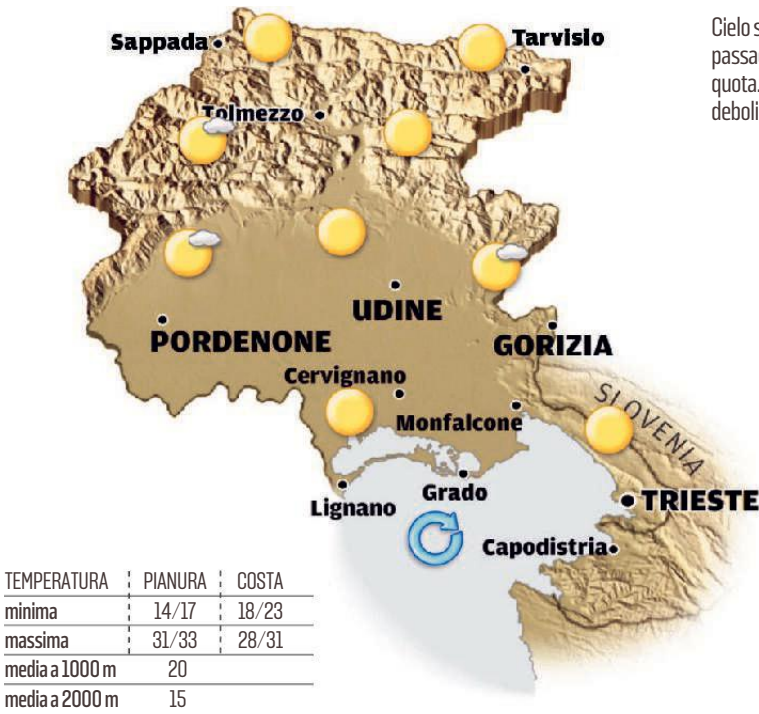 Cielo s
passa
quota.
deboli
Sappada
Tarvisio
Tolmezzo
UDINE
PORDENONE
GORIZIA
Cervignano
SLOVENIA
Monfalcone
Grado
Lignano
TRIESTE
Capodistria
TEMPERATURA PIANURA COSTA
minima 14/17 18/23
massima 31/33 28/31
media a 1000 m 20
media a 2000 m 15